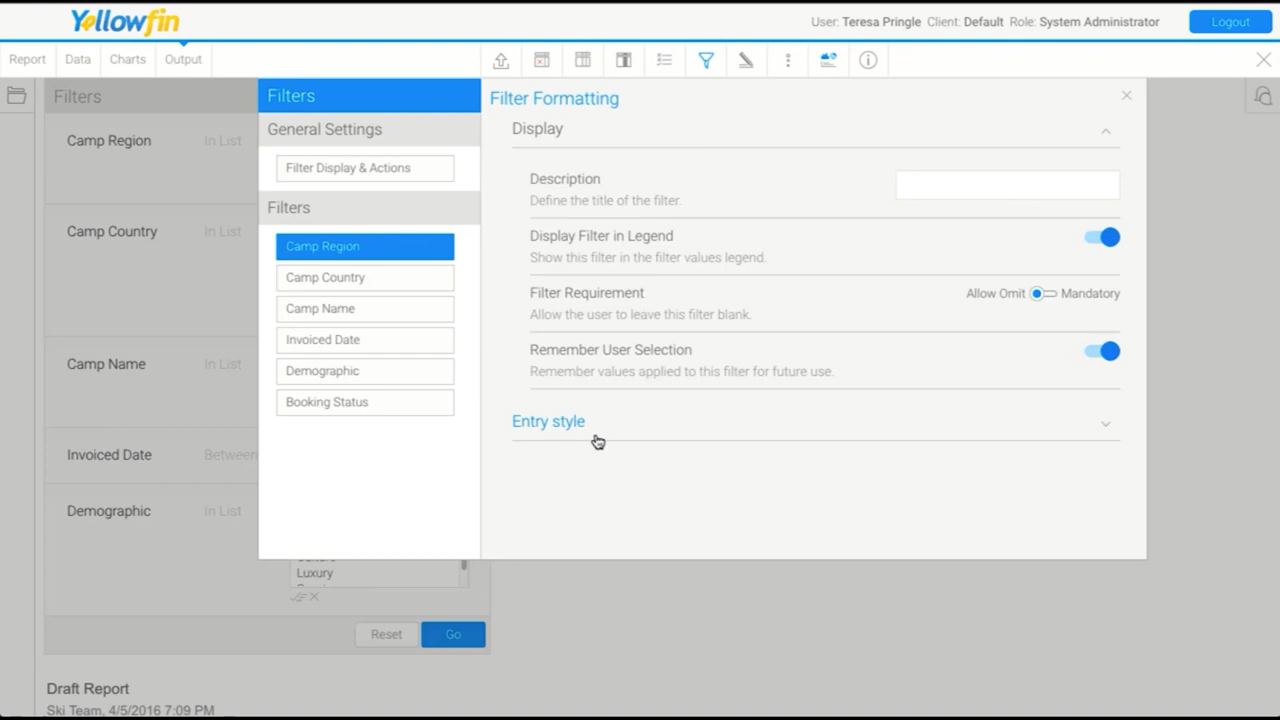 Yellowfin
User: Teresa Pringle Client: Default Role: System Administrator
Logout
Report Data Charts Output
Filters
Camp Region In List
Camp Country In List
Camp Name In List
Invoiced Date Between
Demographic In List
Luxury
Reset Go
Draft Report
Ski Team, 4/5/2016 7:09 PM
Filters
General Settings
Filter Display & Actions
Filters
Camp Region
Camp Country
Camp Name
Invoiced Date
Demographic
Booking Status
Filter Formatting
Display
Description
Define the title of the filter.
Display Filter in Legend
Show this filter in the filter values legend.
Filter Requirement
Allow Omit Mandatory
Allow the user to leave this filter blank.
Remember User Selection
Remember values applied to this filter for future use.
Entry style